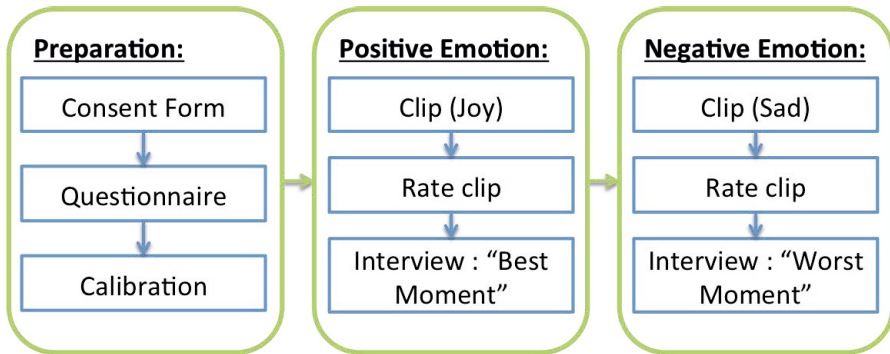 Preparation:
Consent Form
Questionnaire
Calibration
Positive Emotion:
Clip (Joy)
Rate clip
Interview : “Best
Moment”
Negative Emotion:
Clip (Sad)
Rate clip
Interview : “Worst
Moment”